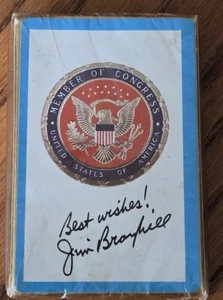 MEMBER OF CONGRESS
UNITED STATES OF AMERICA
Best wishes!
Jim Broyhill